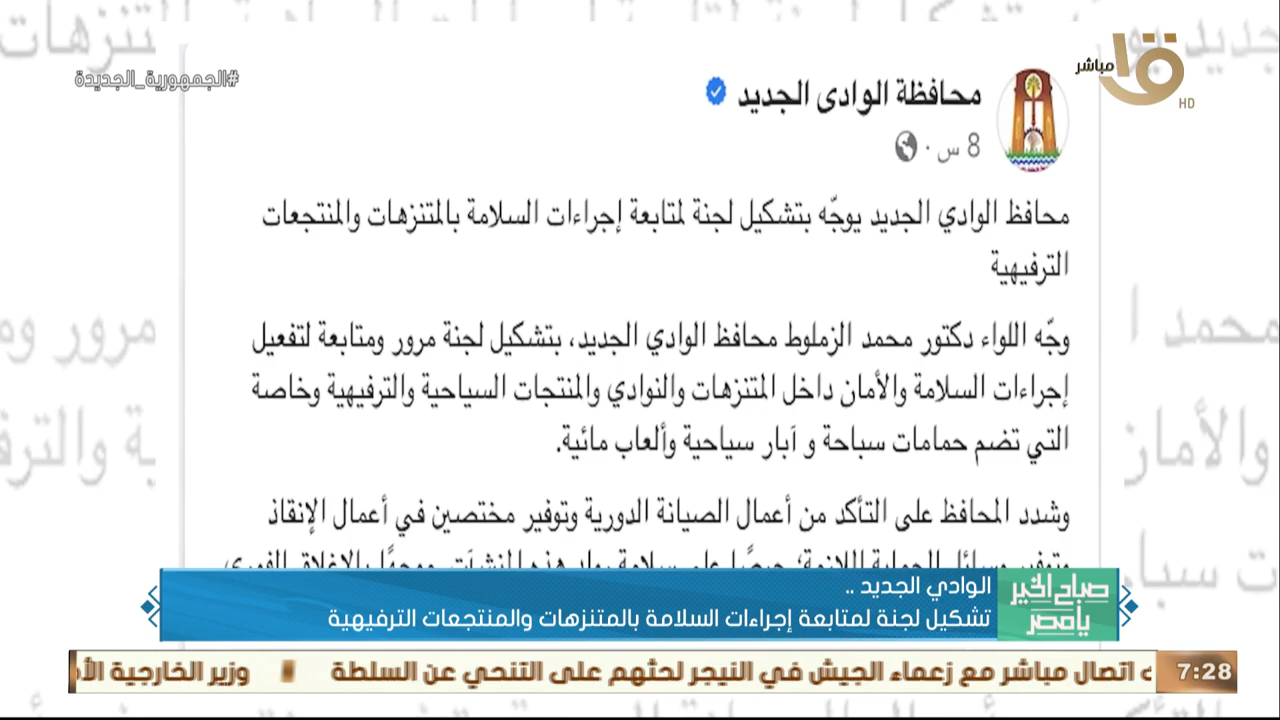 #الجمهورية_الجديدة
مباشر
HD
محافظة الوادى الجديد
8 س ·
محافظ الوادي الجديد يوجّه بتشكيل لجنة لمتابعة إجراءات السلامة بالمتنزهات والمنتجعات
الترفيهية
وجّه اللواء دكتور محمد الزملوط محافظ الوادي الجديد، بتشكيل لجنة مرور ومتابعة لتفعيل
إجراءات السلامة والأمان داخل المتنزهات والنوادي والمنتجات السياحية والترفيهية وخاصة
التي تضم حمامات سباحة و آبار سياحية وألعاب مائية.
وشدد المحافظ على التأكد من أعمال الصيانة الدورية وتوفير مختصين في أعمال الإنقاذ
صباح الخير
يا مصر
الوادي الجديد ..
تشكيل لجنة لمتابعة إجراءات السلامة بالمتنزهات والمنتجعات الترفيهية
7:28
اتصال مباشر مع زعماء الجيش في النيجر لحثهم على التنحي عن السلطة
وزير الخارجية